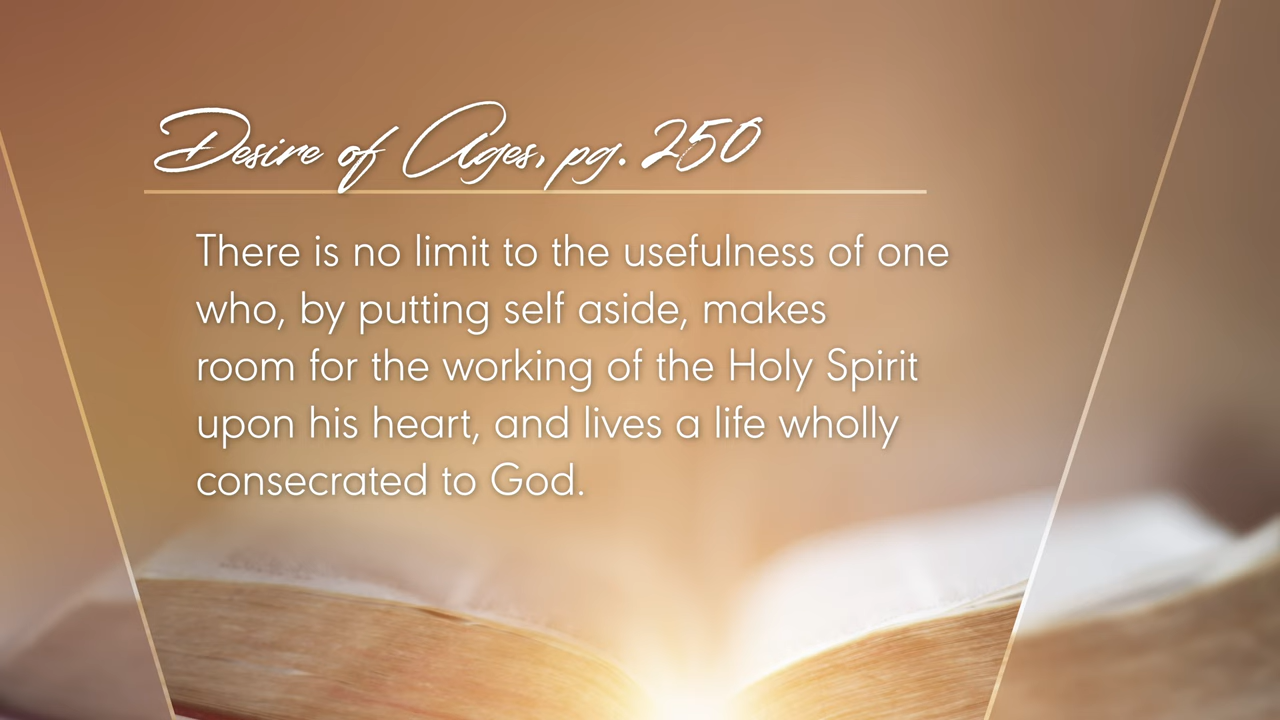 Desire of Ages, pg. 250
There is no limit to the usefulness of one
who, by putting self aside, makes
room for the working of the Holy Spirit
upon his heart, and lives a life wholly
consecrated to God.